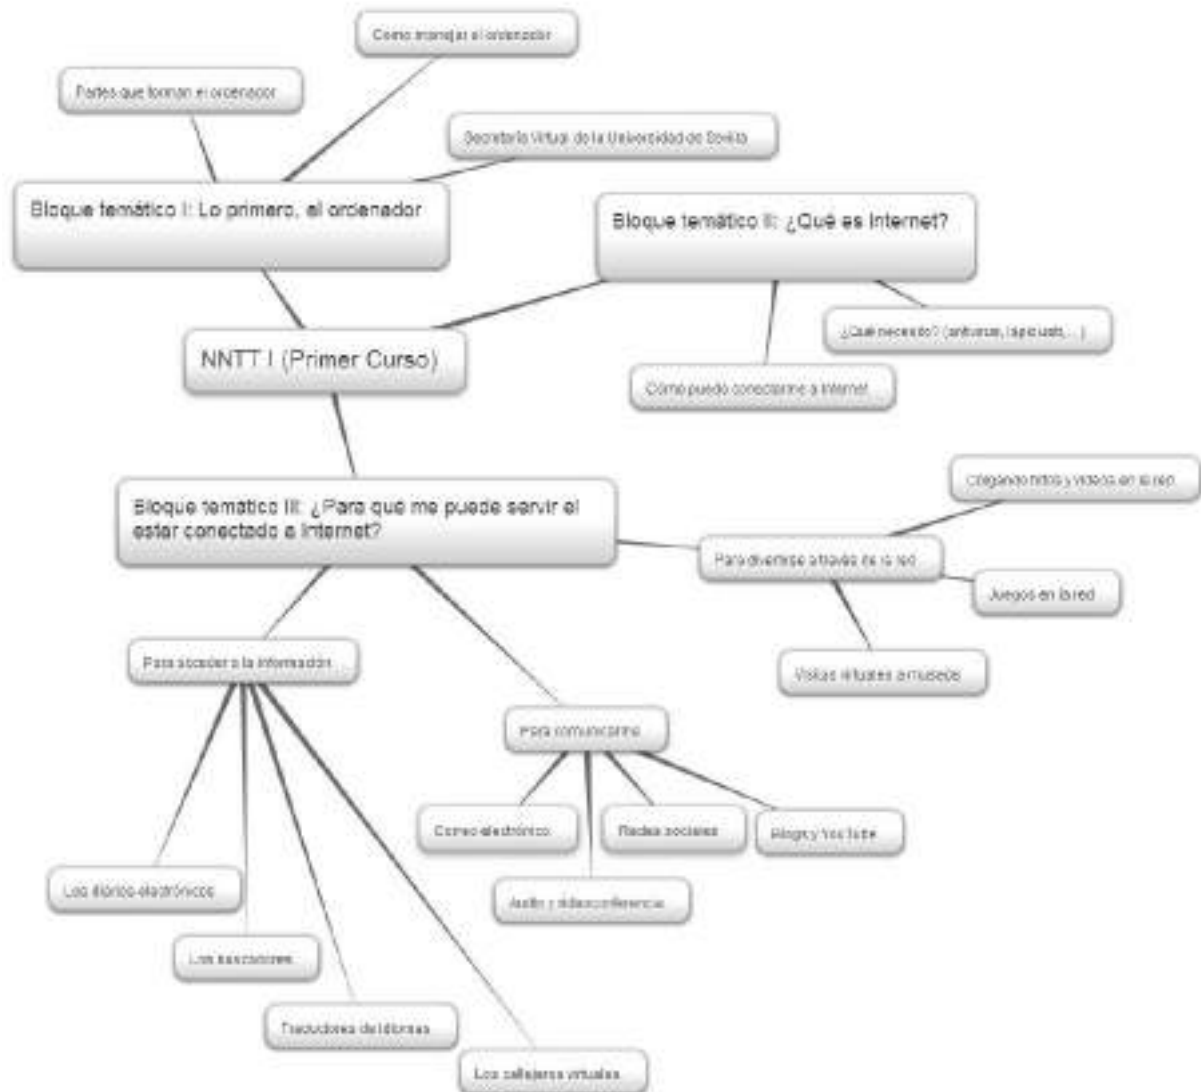 Como manejar el ordenador
Partes que forman el ordenador
Secretaría Virtual de la Universidad de Sevilla
Bloque temático I: Lo primero, el ordenador
Bloque temático II: ¿Qué es Internet?
¿Qué necesito? (antivirus, lápiz usb,...)
NNTT I (Primer Curso)
Cómo puedo conectarme a Internet
Colgando fotos y videos en la red
Bloque temático III: ¿Para qué me puede servir el
estar conectado a Internet?
Para divertirse a través de la red
Juegos en la red
Para acceder a la información
Visitas virtuales a museos
Para comunicarme
Correo electrónico
Redes sociales
Blogs y YouTube
Los diarios electrónicos
Audio y videoconferencia
Los buscadores
Traductores de idiomas
Los callejeros virtuales